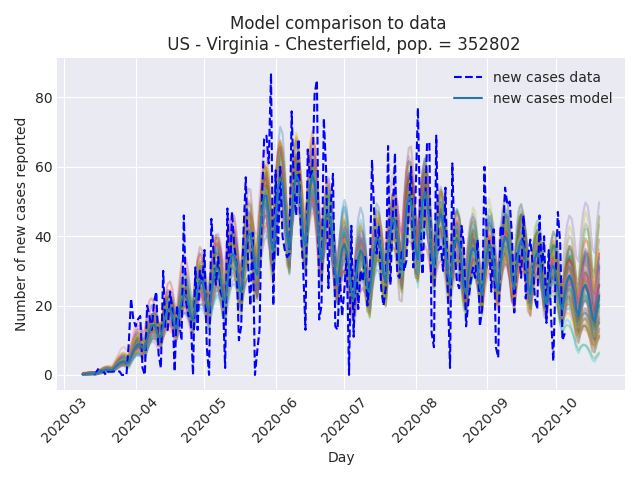 Model comparison to data
US - Virginia - Chesterfield, pop. = 352802
new cases data
new cases model
Number of new cases reported
80
60
40
20
0
2020-03
2020-04
2020-05
2020-06
2020-07
2020-08
2020-09
2020-10
Day